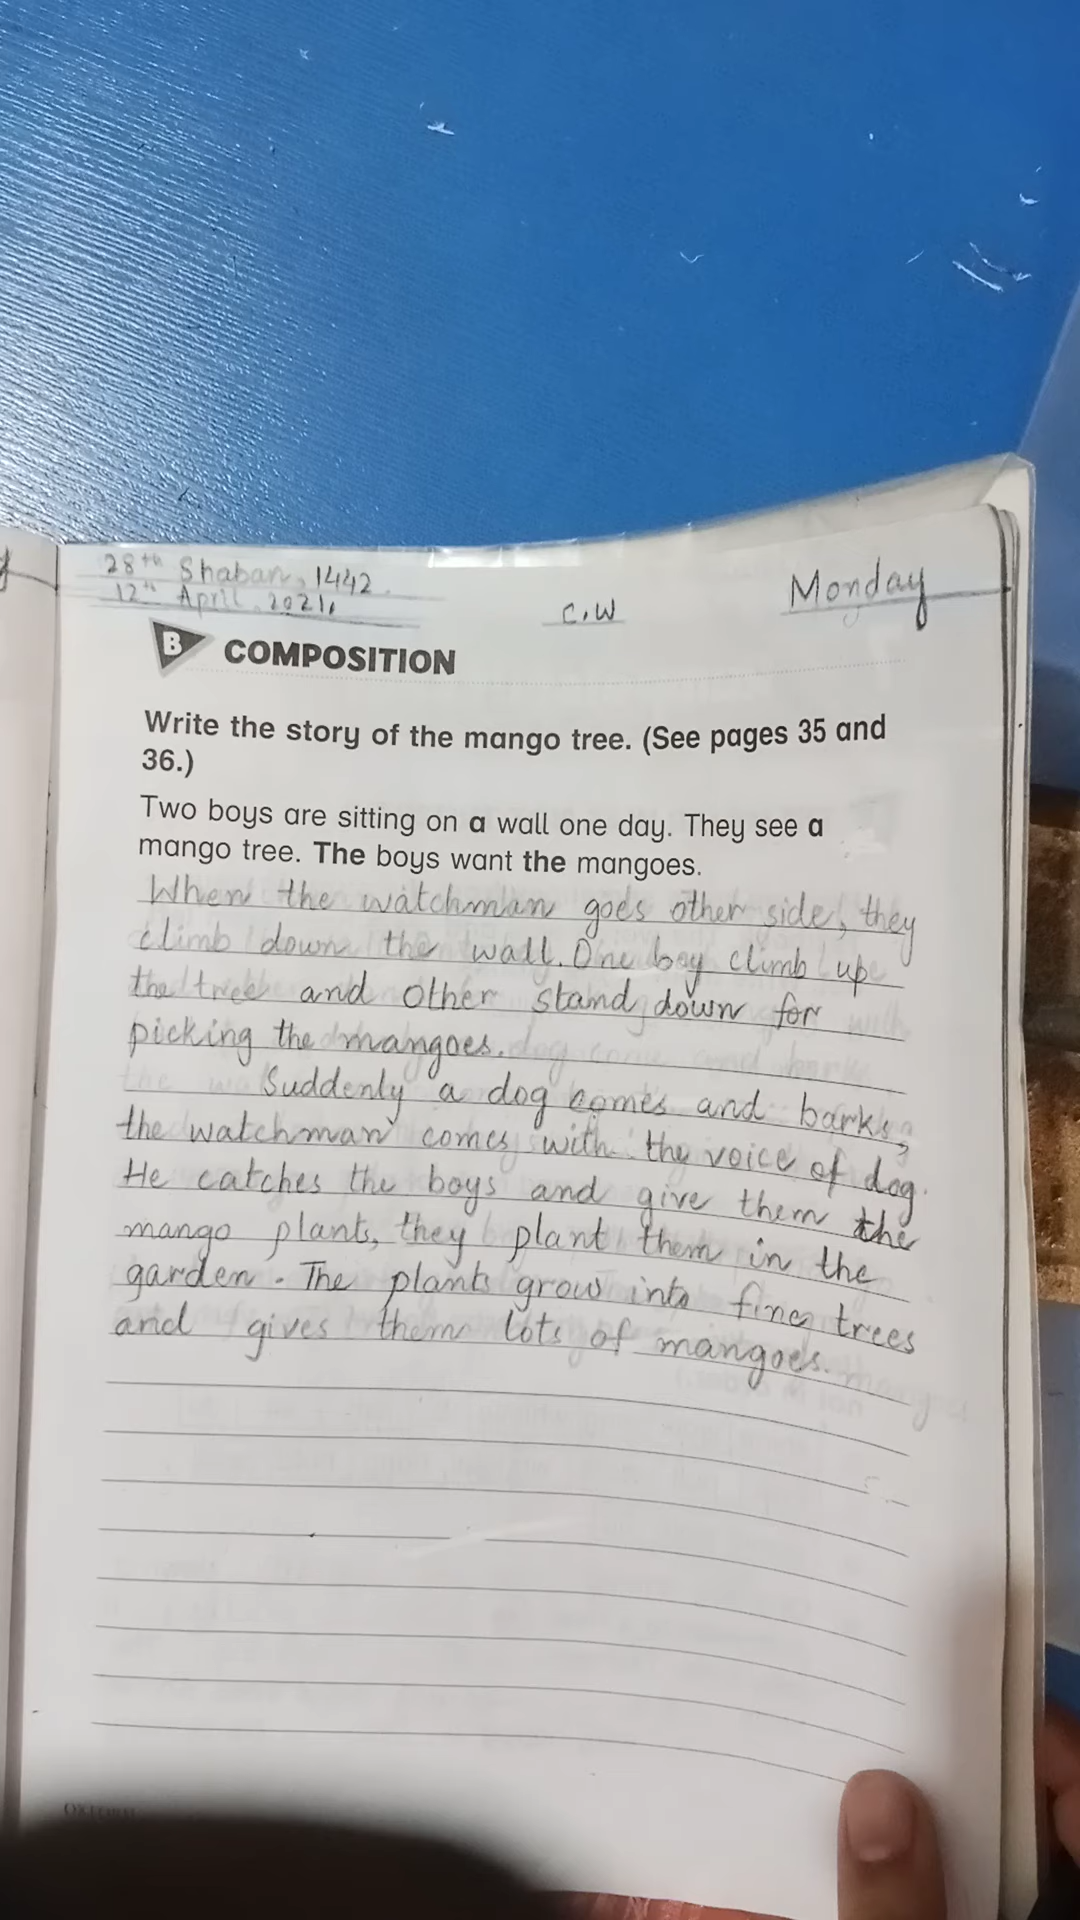 28th Shaban, 1442.
12th April, 2021,
C.W
Monday
B COMPOSITION
Write the story of the mango tree. (See pages 35 and
36.)
Two boys are sitting on a wall one day. They see a
mango tree. The boys want the mangoes.
When the watchman goes other side, they
climb down the wall. One boy climb up
the tree and other stand down for
picking the mangoes.
Suddenly a dog comes and barks,
the watchman comes with the voice of dog.
He catches the boys and give them the
mango plants, they plant them in the
garden. The plants grow into fine trees
and gives them lots of mangoes.